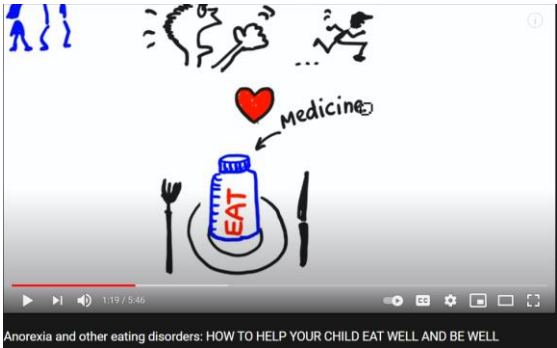 Medicine
EAT
1:19 / 5:46
CC
Anorexia and other eating disorders: HOW TO HELP YOUR CHILD EAT WELL AND BE WELL